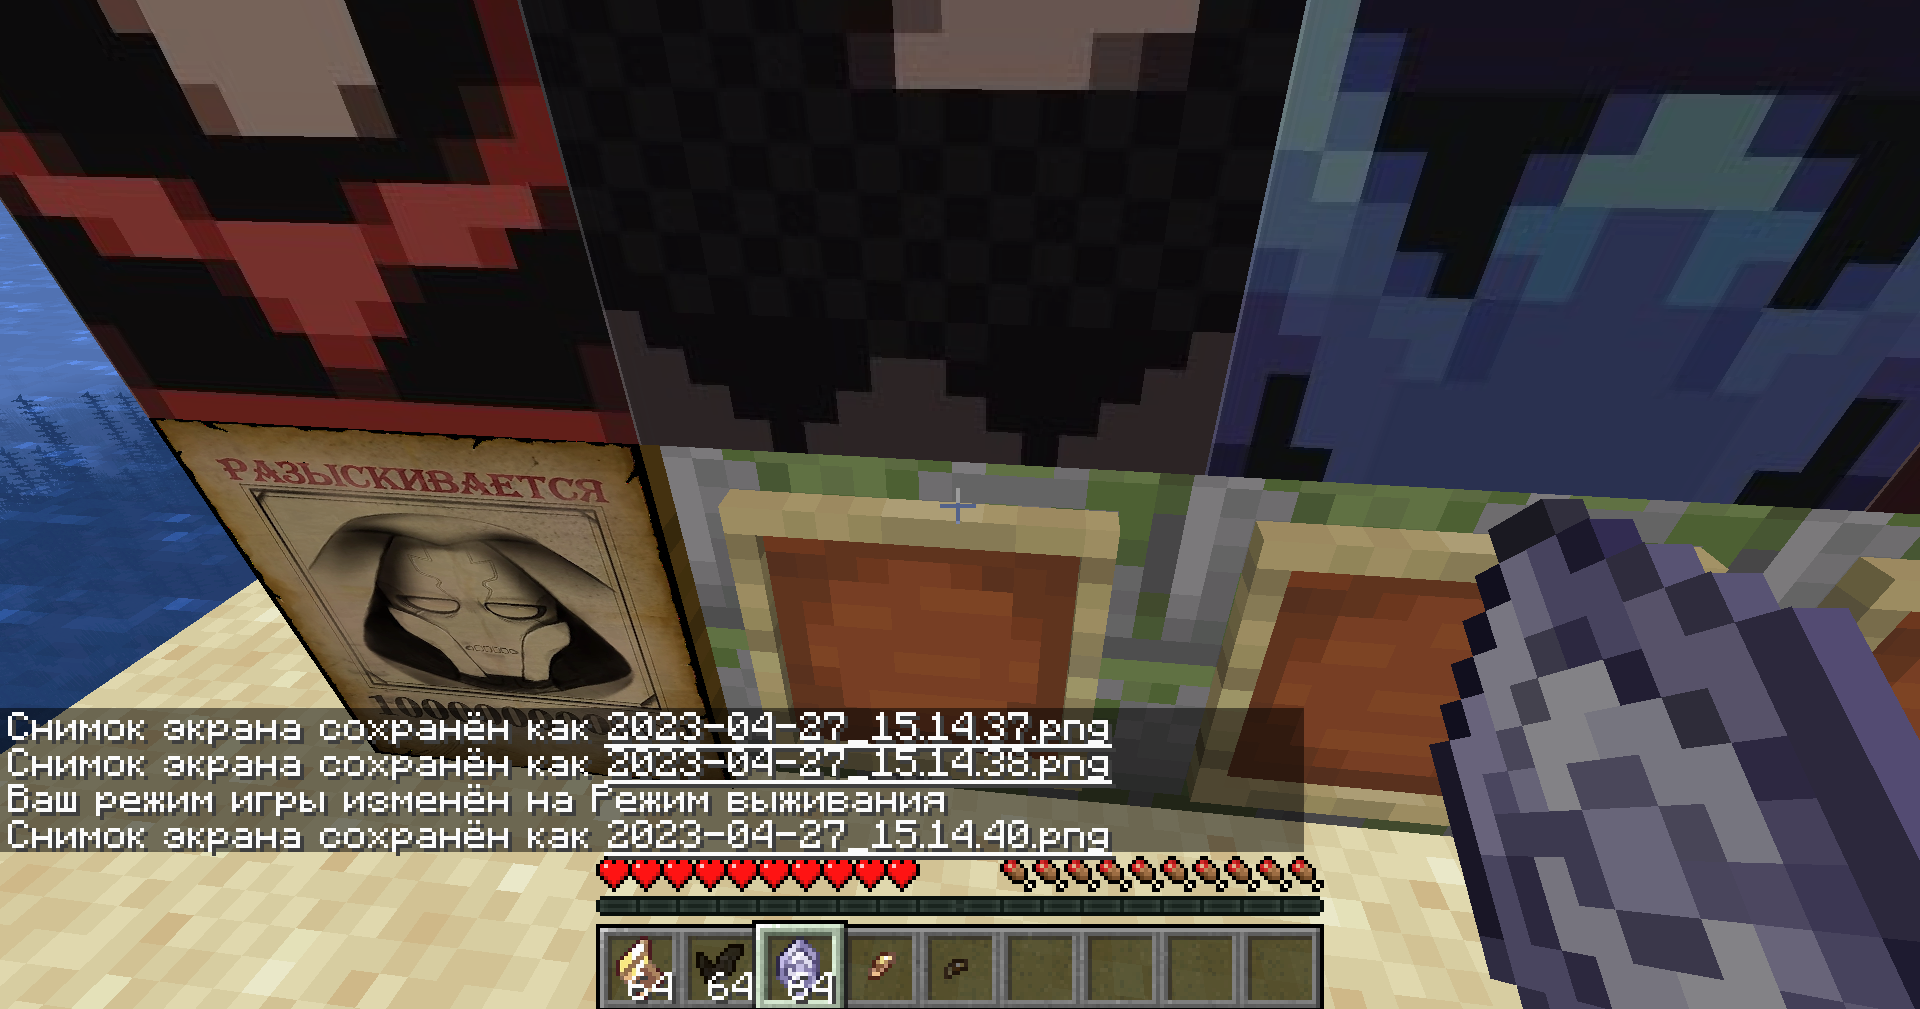 РАЗЫСКИВАЕТСЯ
Снимок экрана сохранён как 2023-04-27_15.14.37.png
Снимок экрана сохранён как 2023-04-27_15.14.38.png
Ваш режим игры изменён на Режим выживания
Снимок экрана сохранён как 2023-04-27_15.14.40.png
64 64 64